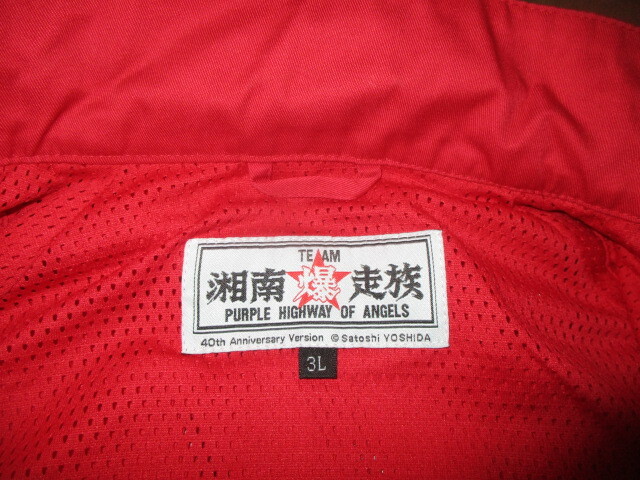 TEAM
湘南爆走族
PURPLE HIGHWAY OF ANGELS
40th Anniversary Version © Satoshi YOSHIDA
3L